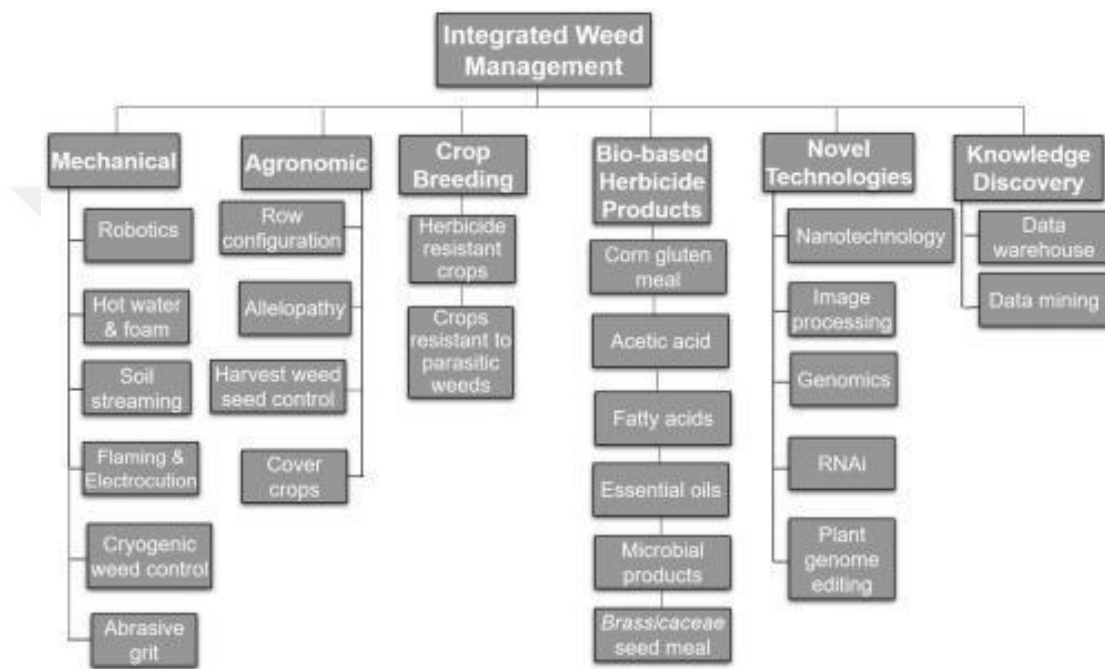 Integrated Weed
Management
Mechanical
Robotics
Hot water
& foam
Soil
streaming
Flaming &
Electrocution
Cryogenic
weed control
Abrasive
grit
Agronomic
Row
configuration
Allelopathy
Harvest weed
seed control
Cover
crops
Crop
Breeding
Herbicide
resistant
crops
Crops
resistant to
parasitic
weeds
Bio-based
Herbicide
Products
Corn gluten
meal
Acetic acid
Fatty acids
Essential oils
Microbial
products
Brassicaceae
seed meal
Novel
Technologies
Nanotechnology
Image
processing
Genomics
RNAi
Plant
genome
editing
Knowledge
Discovery
Data
warehouse
Data mining